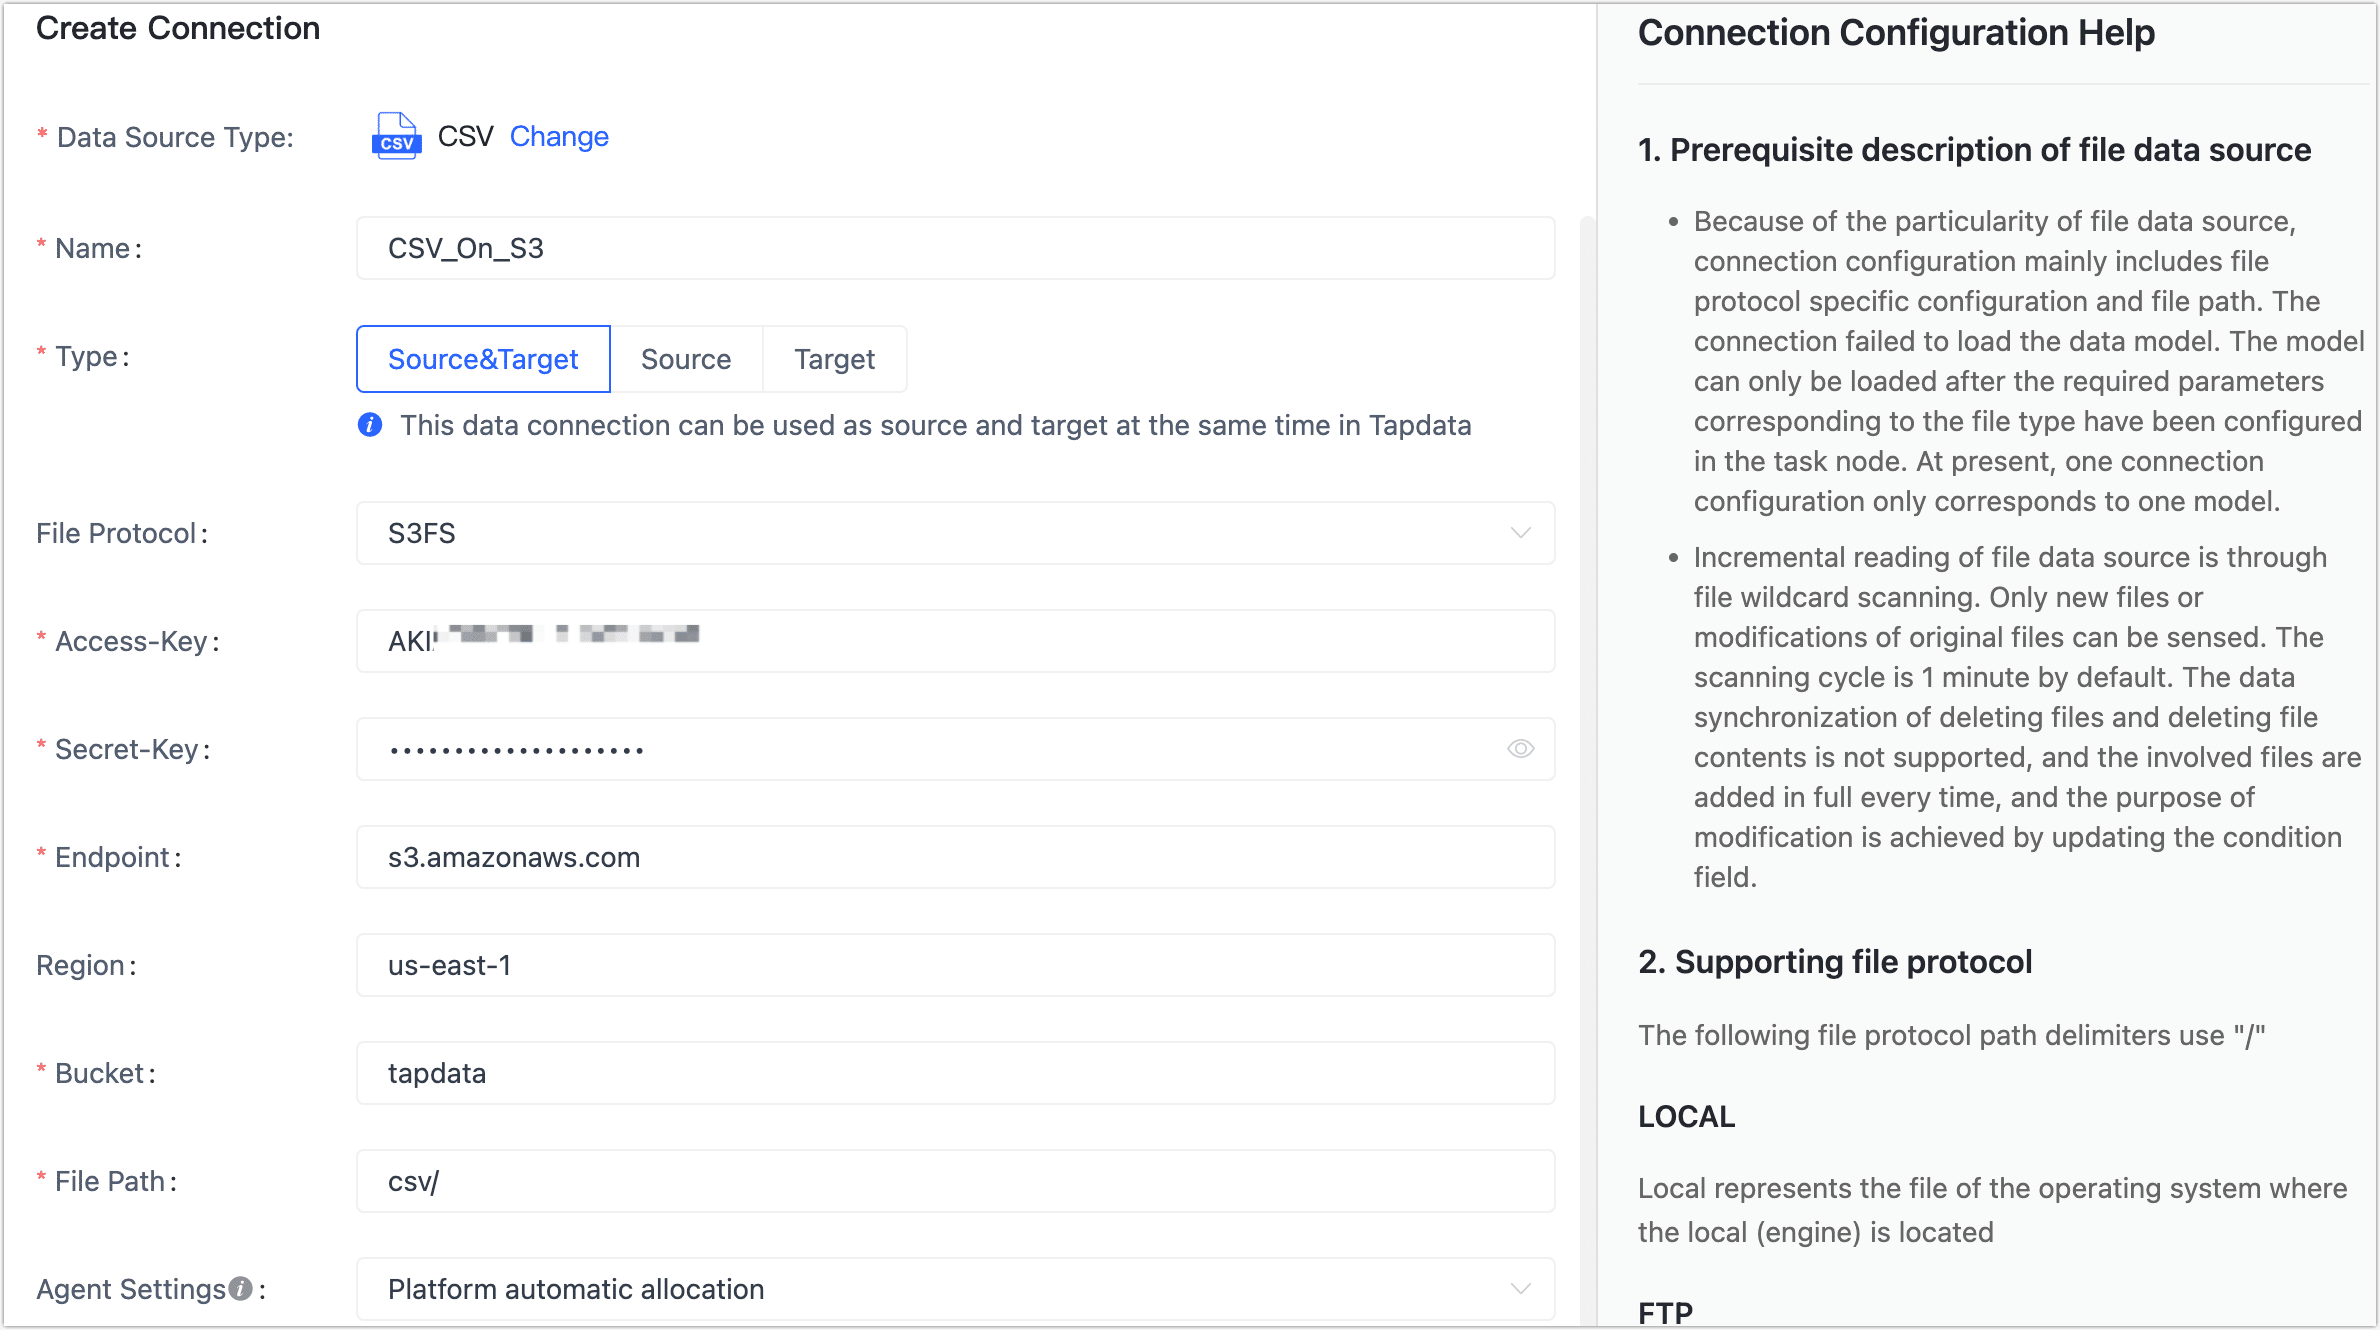 Create Connection
* Data Source Type: CSV CSV Change
* Name: CSV_On_S3
* Type: Source&Target Source Target
i This data connection can be used as source and target at the same time in Tapdata
File Protocol: S3FS
* Access-Key: AKI
* Secret-Key: ••••••••••••••••••••
* Endpoint: s3.amazonaws.com
Region: us-east-1
* Bucket: tapdata
* File Path: csv/
Agent Settings i : Platform automatic allocation
Connection Configuration Help
1. Prerequisite description of file data source
• Because of the particularity of file data source,
connection configuration mainly includes file
protocol specific configuration and file path. The
connection failed to load the data model. The model
can only be loaded after the required parameters
corresponding to the file type have been configured
in the task node. At present, one connection
configuration only corresponds to one model.
• Incremental reading of file data source is through
file wildcard scanning. Only new files or
modifications of original files can be sensed. The
scanning cycle is 1 minute by default. The data
synchronization of deleting files and deleting file
contents is not supported, and the involved files are
added in full every time, and the purpose of
modification is achieved by updating the condition
field.
2. Supporting file protocol
The following file protocol path delimiters use "/"
LOCAL
Local represents the file of the operating system where
the local (engine) is located
FTP